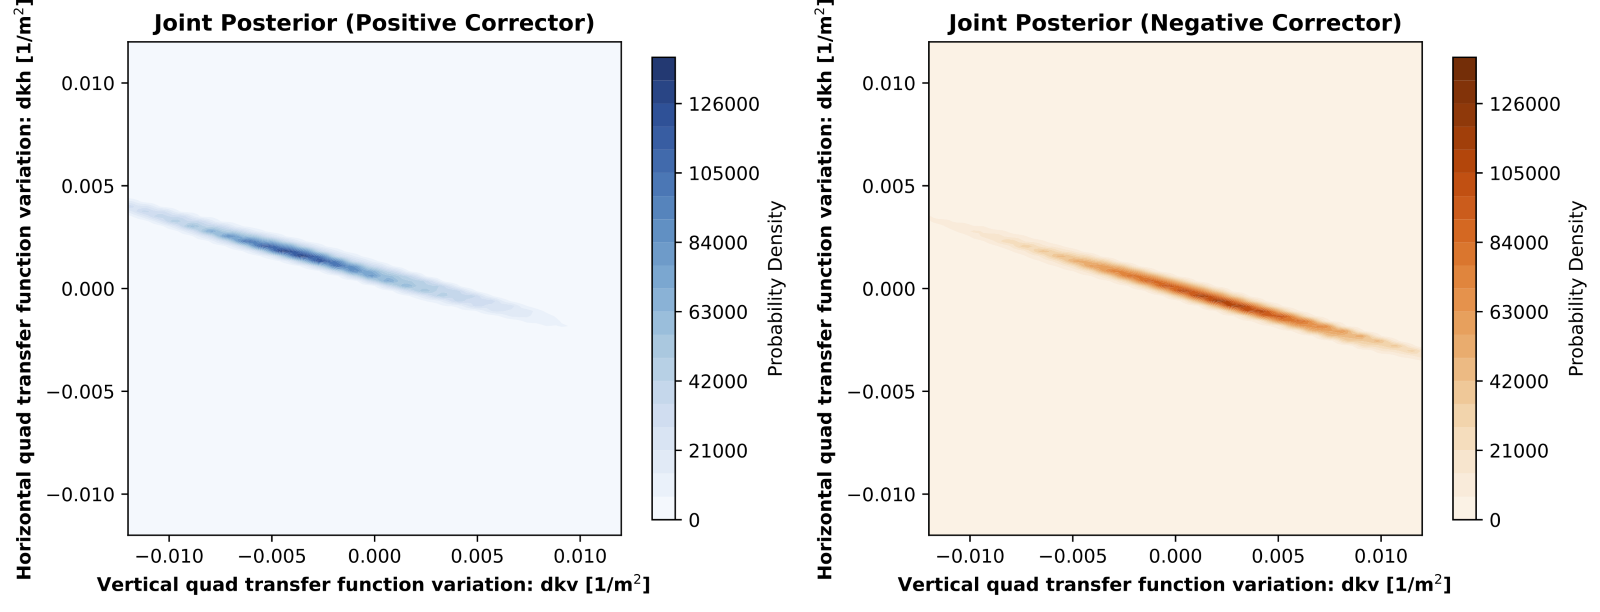 Joint Posterior (Positive Corrector)
Horizontal quad transfer function variation: dkh [1/m²]
0.010
0.005
0.000
−0.005
−0.010
−0.010 −0.005 0.000 0.005 0.010
Vertical quad transfer function variation: dkv [1/m²]
126000
105000
84000
63000
42000
21000
0
Probability Density
Joint Posterior (Negative Corrector)
Horizontal quad transfer function variation: dkh [1/m²]
0.010
0.005
0.000
−0.005
−0.010
−0.010 −0.005 0.000 0.005 0.010
Vertical quad transfer function variation: dkv [1/m²]
126000
105000
84000
63000
42000
21000
0
Probability Density